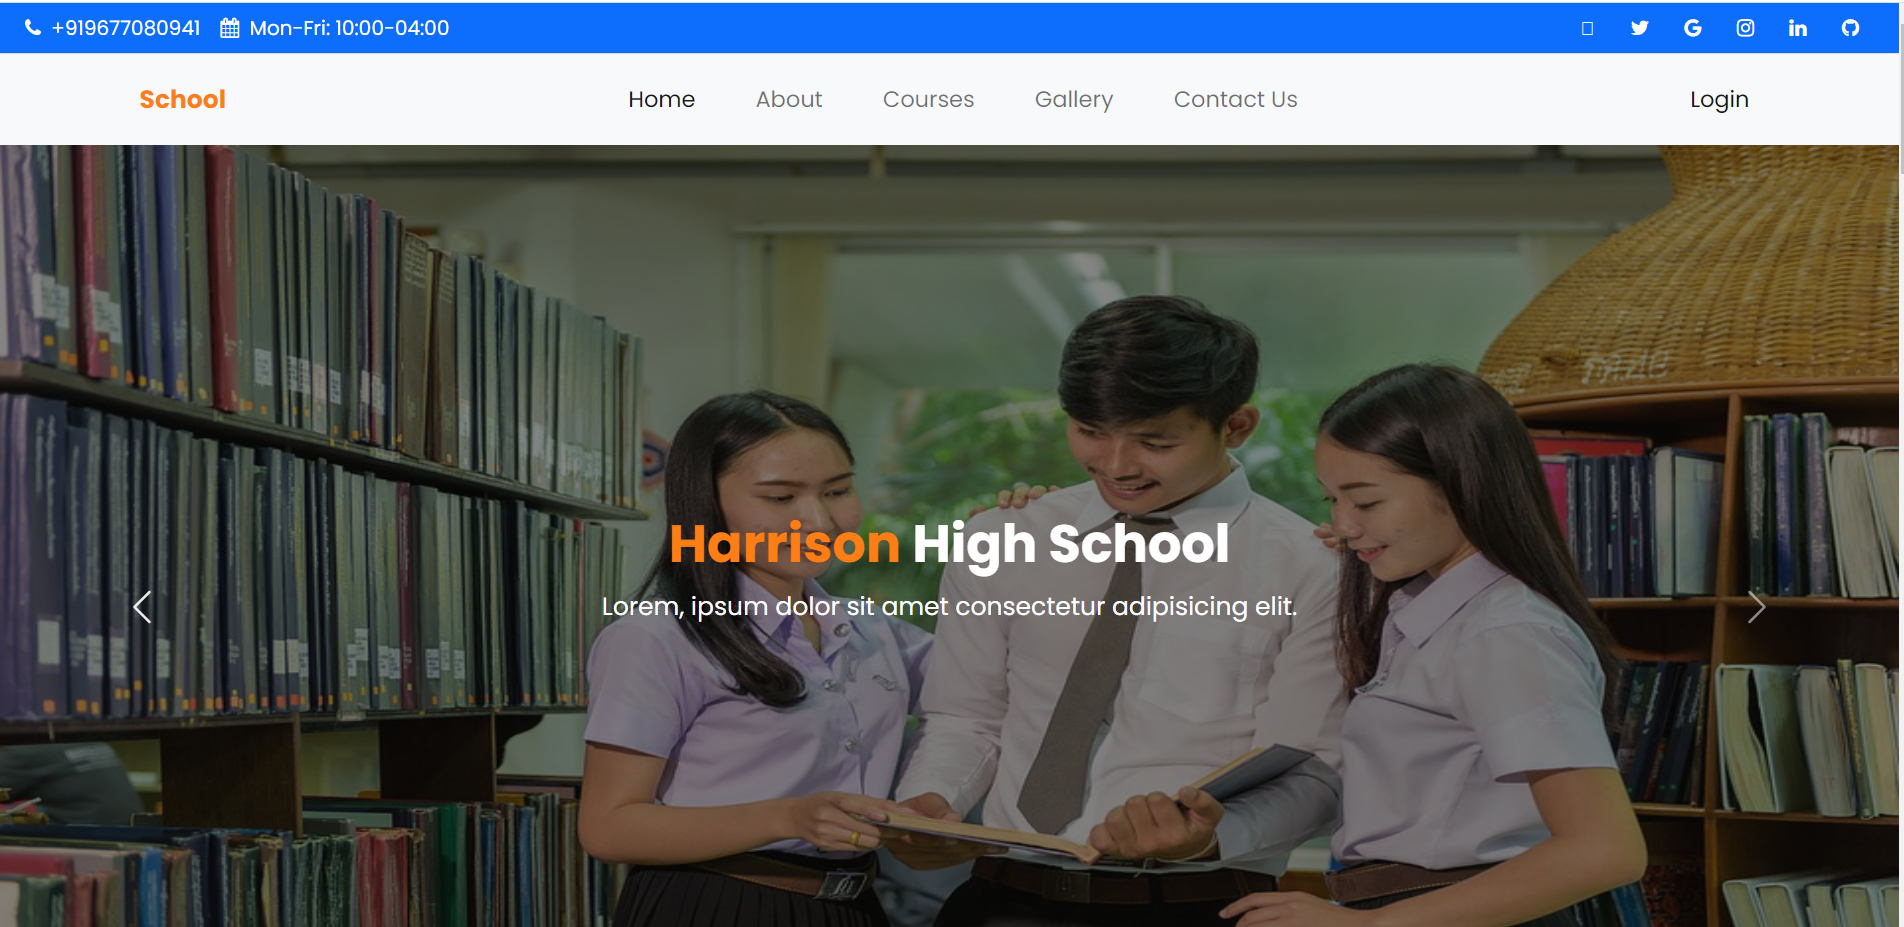 +919677080941 Mon-Fri: 10:00-04:00
School Home About Courses Gallery Contact Us Login
Harrison High School
Lorem, ipsum dolor sit amet consectetur adipisicing elit.